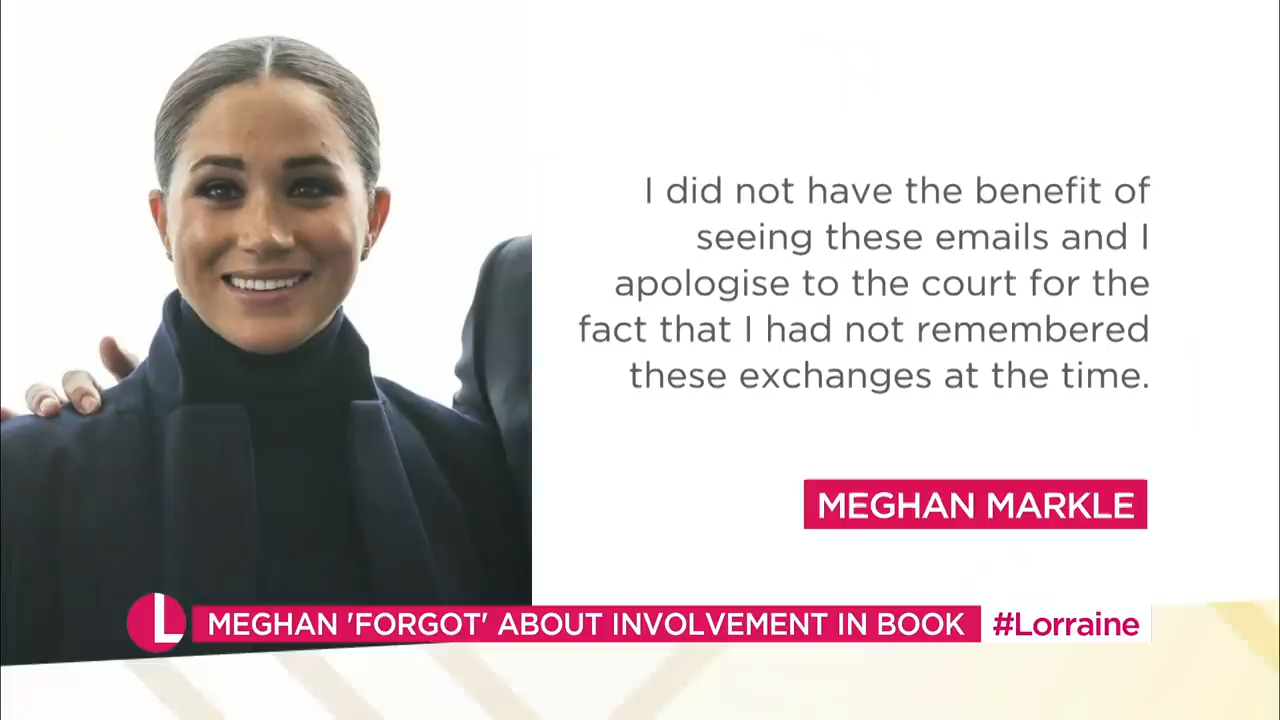 I did not have the benefit of
seeing these emails and I
apologise to the court for the
fact that I had not remembered
these exchanges at the time.
MEGHAN MARKLE
L MEGHAN 'FORGOT' ABOUT INVOLVEMENT IN BOOK #Lorraine